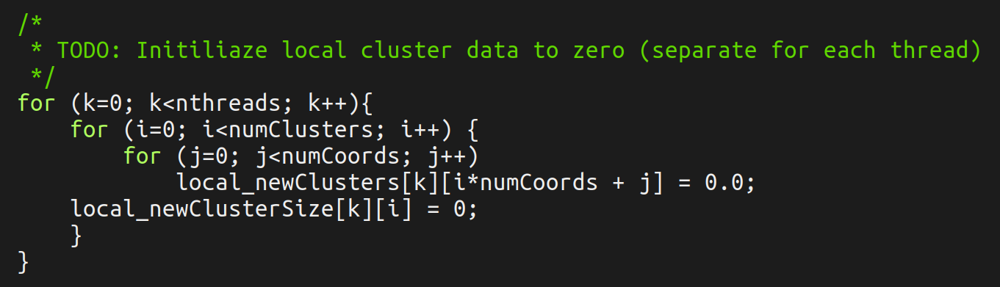 /*
 * TODO: Initiliaze local cluster data to zero (separate for each thread)
 */
for (k=0; k<nthreads; k++){
    for (i=0; i<numClusters; i++) {
        for (j=0; j<numCoords; j++)
            local_newClusters[k][i*numCoords + j] = 0.0;
    local_newClusterSize[k][i] = 0;
    }
}